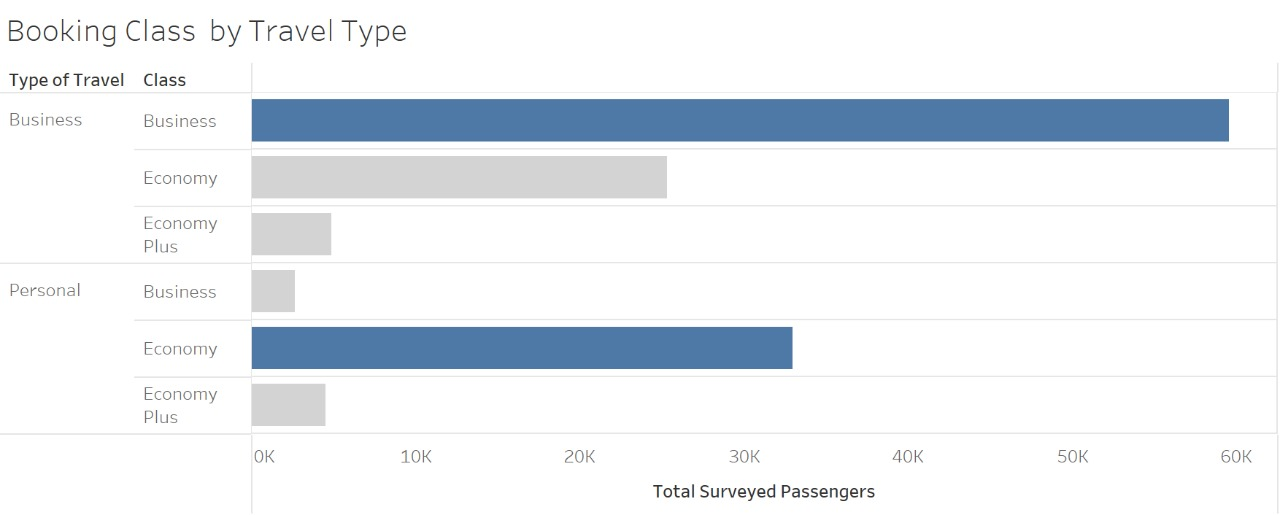 Booking Class  by Travel Type
Type of Travel Class
Business Business
Economy
Economy
Plus
Personal Business
Economy
Economy
Plus
0K 10K 20K 30K 40K 50K 60K
Total Surveyed Passengers